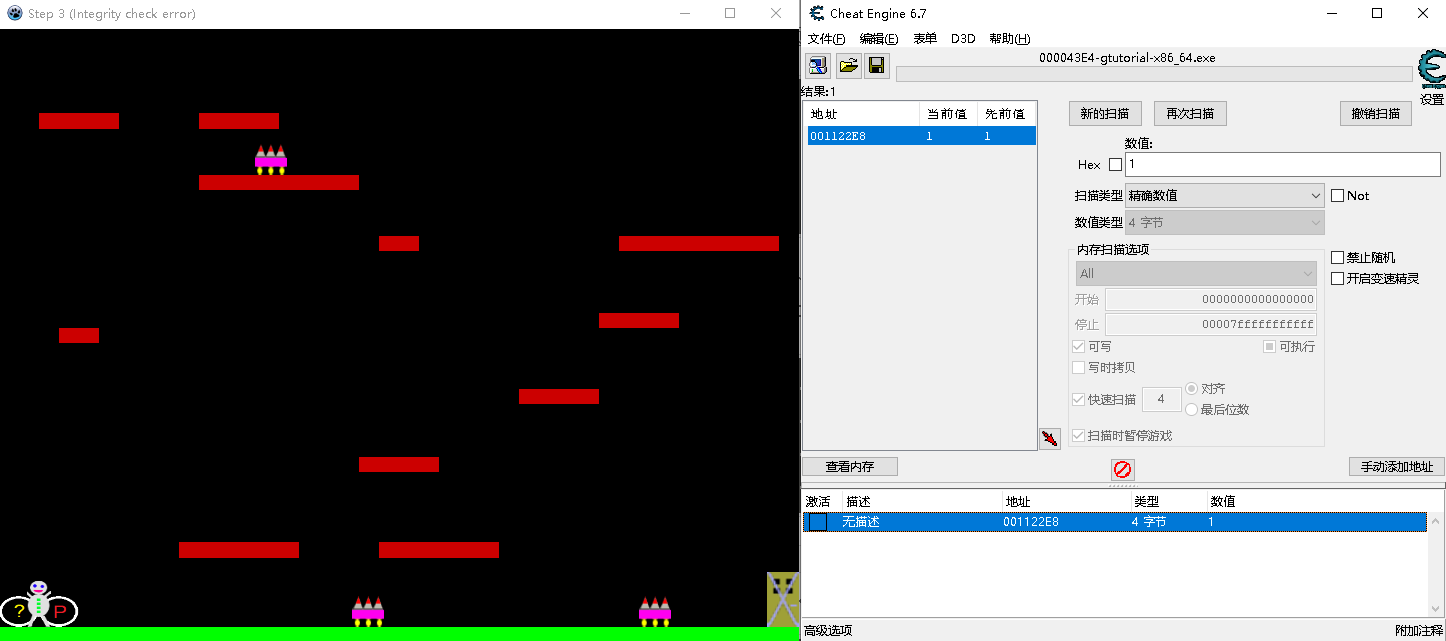 Step 3 (Integrity check error)
? P
Cheat Engine 6.7
文件(F) 编辑(E) 表单 D3D 帮助(H)
000043E4-gtutorial-x86_64.exe
设置
结果:1
地址 当前值 先前值
001122E8 1 1
新的扫描 再次扫描 撤销扫描
数值:
Hex 1
扫描类型 精确数值 Not
数值类型 4 字节
内存扫描选项
All
禁止随机
开启变速精灵
开始 0000000000000000
停止 00007fffffffffff
可写 可执行
写时拷贝
快速扫描 4 对齐
最后位数
扫描时暂停游戏
查看内存 手动添加地址
激活 描述 地址 类型 数值
无描述 001122E8 4 字节 1
高级选项 附加注释